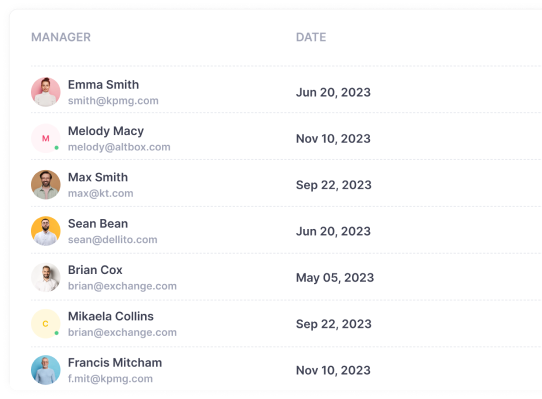 MANAGER DATE
Emma Smith
smith@kpmg.com
Jun 20, 2023
M
Melody Macy
melody@altbox.com
Nov 10, 2023
Max Smith
max@kt.com
Sep 22, 2023
Sean Bean
sean@dellito.com
Jun 20, 2023
Brian Cox
brian@exchange.com
May 05, 2023
C
Mikaela Collins
brian@exchange.com
Sep 22, 2023
Francis Mitcham
f.mit@kpmg.com
Nov 10, 2023